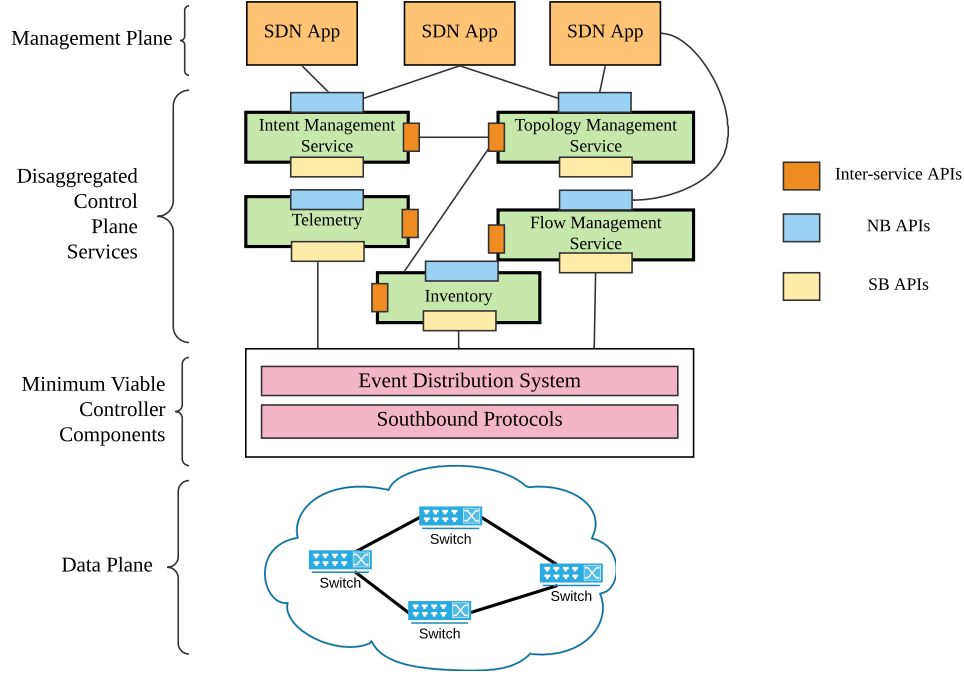 Management Plane
SDN App
SDN App
SDN App
Disaggregated
Control
Plane
Services
Intent Management
Service
Topology Management
Service
Telemetry
Flow Management
Service
Inventory
Inter-service APIs
NB APIs
SB APIs
Minimum Viable
Controller
Components
Event Distribution System
Southbound Protocols
Data Plane
Switch
Switch
Switch
Switch